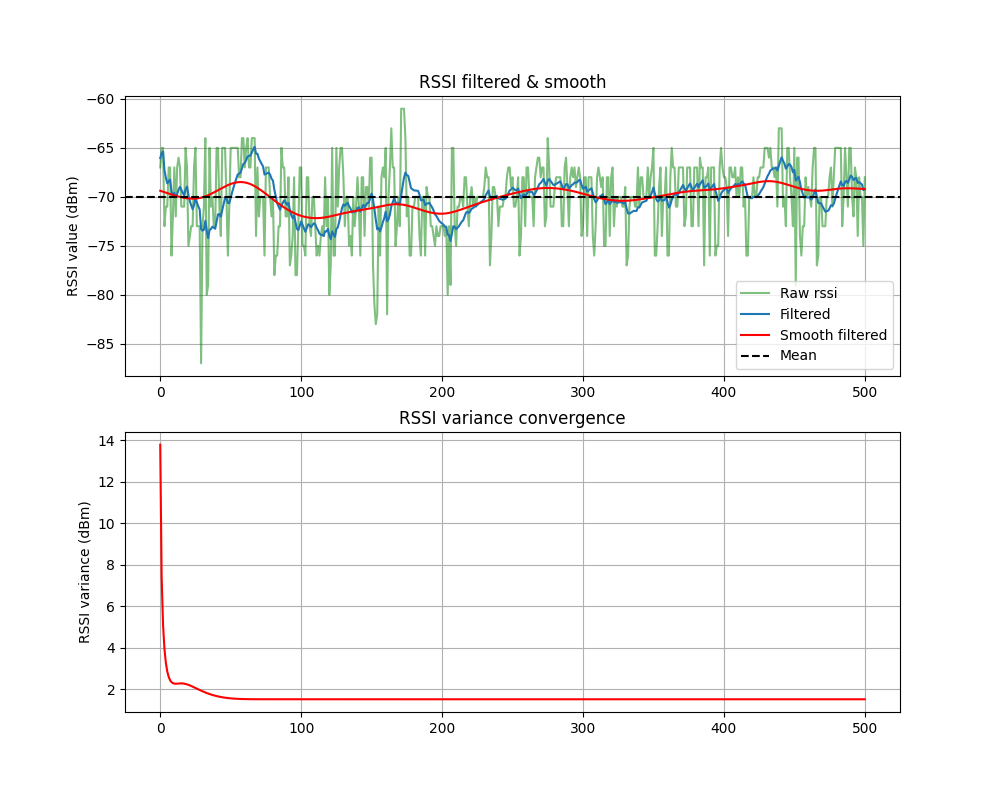 RSSI filtered & smooth
RSSI value (dBm)
−60
−65
−70
−75
−80
−85
Raw rssi
Filtered
Smooth filtered
Mean
0 100 200 300 400 500
RSSI variance convergence
RSSI variance (dBm)
14
12
10
8
6
4
2
0 100 200 300 400 500